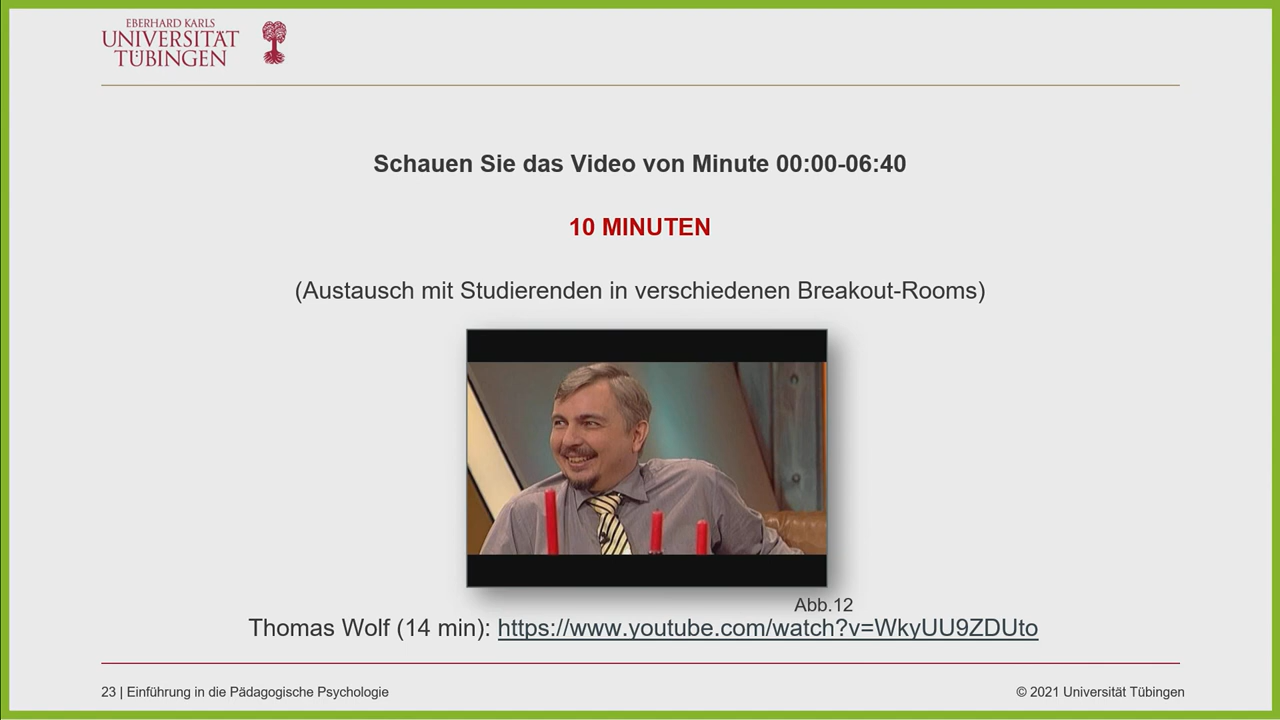 EBERHARD KARLS
UNIVERSITÄT
TÜBINGEN
Schauen Sie das Video von Minute 00:00-06:40
10 MINUTEN
(Austausch mit Studierenden in verschiedenen Breakout-Rooms)
Abb.12
Thomas Wolf (14 min): https://www.youtube.com/watch?v=WkyUU9ZDUto
23 | Einführung in die Pädagogische Psychologie
© 2021 Universität Tübingen